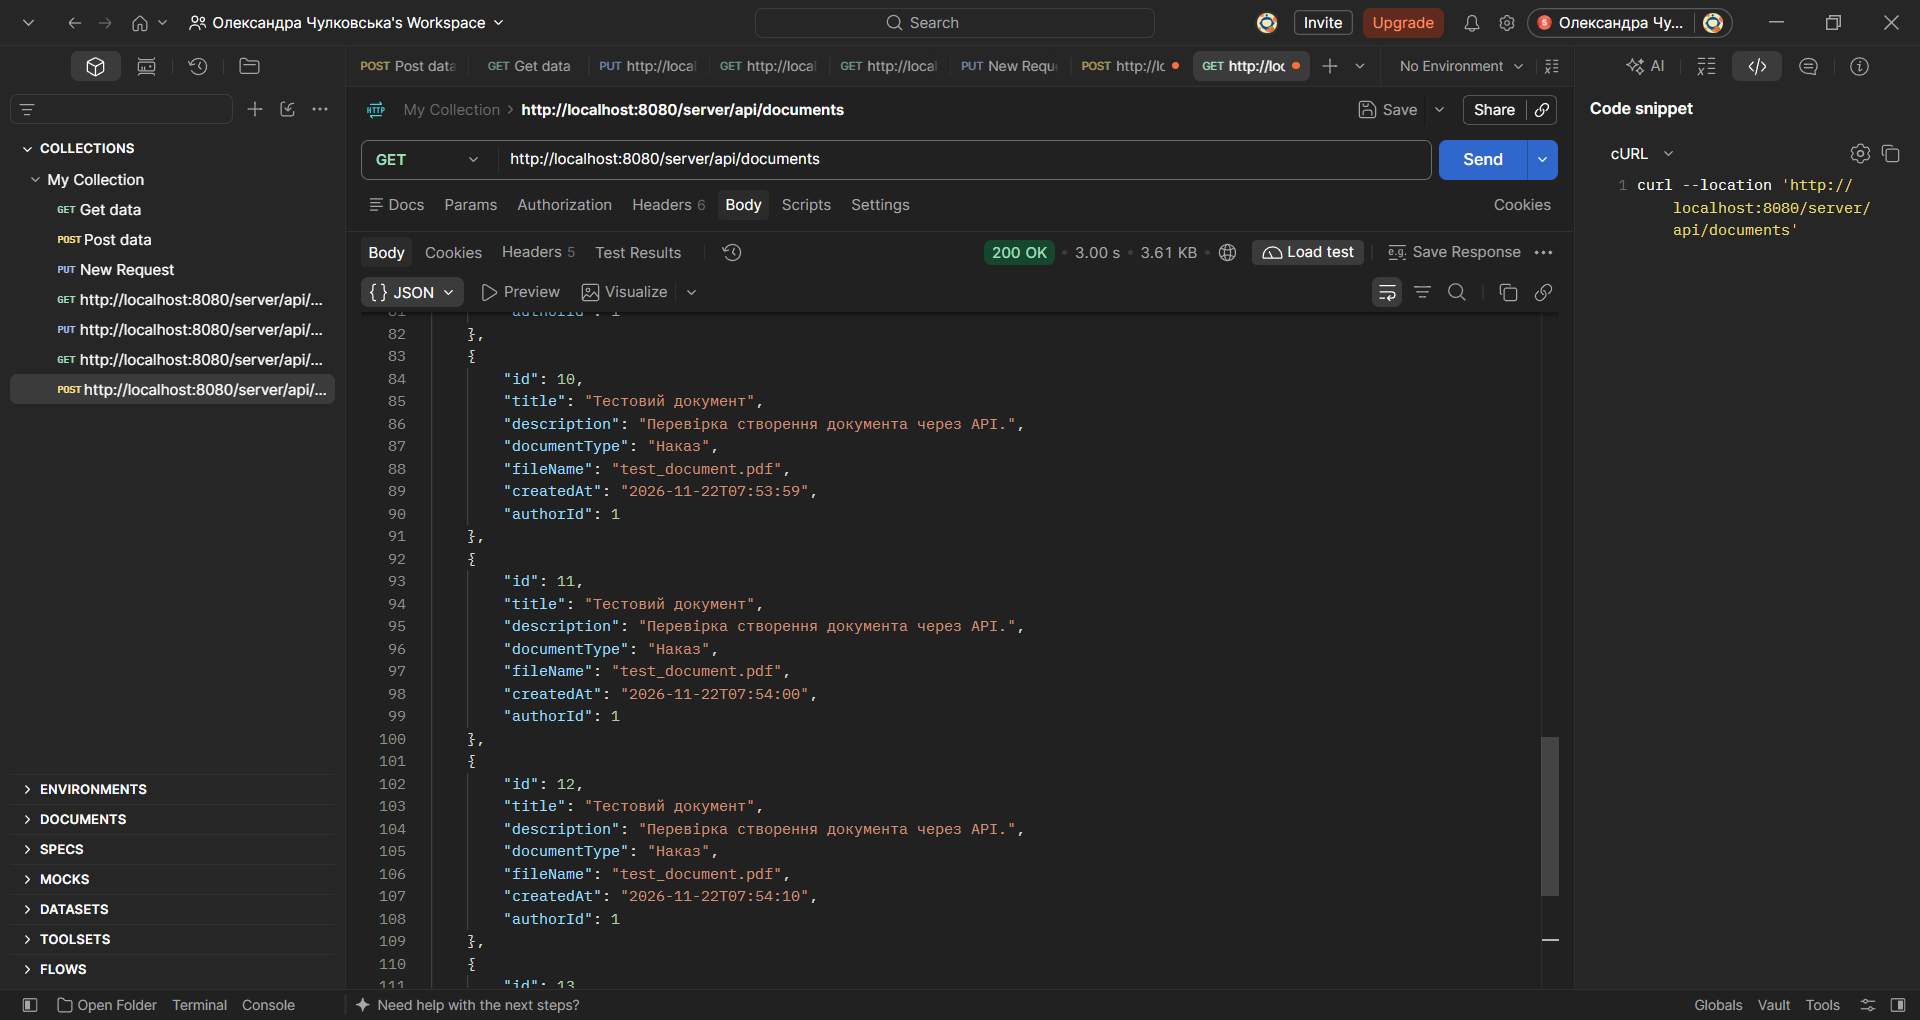 Олександра Чулковська's Workspace
Search
Invite
Upgrade
Олександра Чу...
POST Post data
GET Get data
PUT http://local
GET http://local
GET http://local
PUT New Requ
POST http://lo
GET http://loc
No Environment
AI
My Collection > http://localhost:8080/server/api/documents
Save
Share
Code snippet
COLLECTIONS
My Collection
GET Get data
POST Post data
PUT New Request
GET http://localhost:8080/server/api/...
PUT http://localhost:8080/server/api/...
GET http://localhost:8080/server/api/...
POST http://localhost:8080/server/api/...
GET
http://localhost:8080/server/api/documents
Send
cURL
1 curl --location 'http://
localhost:8080/server/
api/documents'
Docs
Params
Authorization
Headers 6
Body
Scripts
Settings
Cookies
Body
Cookies
Headers 5
Test Results
200 OK
3.00 s
3.61 KB
Load test
e.g. Save Response
{} JSON
Preview
Visualize
81 "authorId": 1
82 },
83 {
84 "id": 10,
85 "title": "Тестовий документ",
86 "description": "Перевірка створення документа через API.",
87 "documentType": "Наказ",
88 "fileName": "test_document.pdf",
89 "createdAt": "2026-11-22T07:53:59",
90 "authorId": 1
91 },
92 {
93 "id": 11,
94 "title": "Тестовий документ",
95 "description": "Перевірка створення документа через API.",
96 "documentType": "Наказ",
97 "fileName": "test_document.pdf",
98 "createdAt": "2026-11-22T07:54:00",
99 "authorId": 1
100 },
101 {
102 "id": 12,
103 "title": "Тестовий документ",
104 "description": "Перевірка створення документа через API.",
105 "documentType": "Наказ",
106 "fileName": "test_document.pdf",
107 "createdAt": "2026-11-22T07:54:10",
108 "authorId": 1
109 },
110 {
111 "id": 13
ENVIRONMENTS
DOCUMENTS
SPECS
MOCKS
DATASETS
TOOLSETS
FLOWS
Open Folder
Terminal
Console
Need help with the next steps?
Globals
Vault
Tools